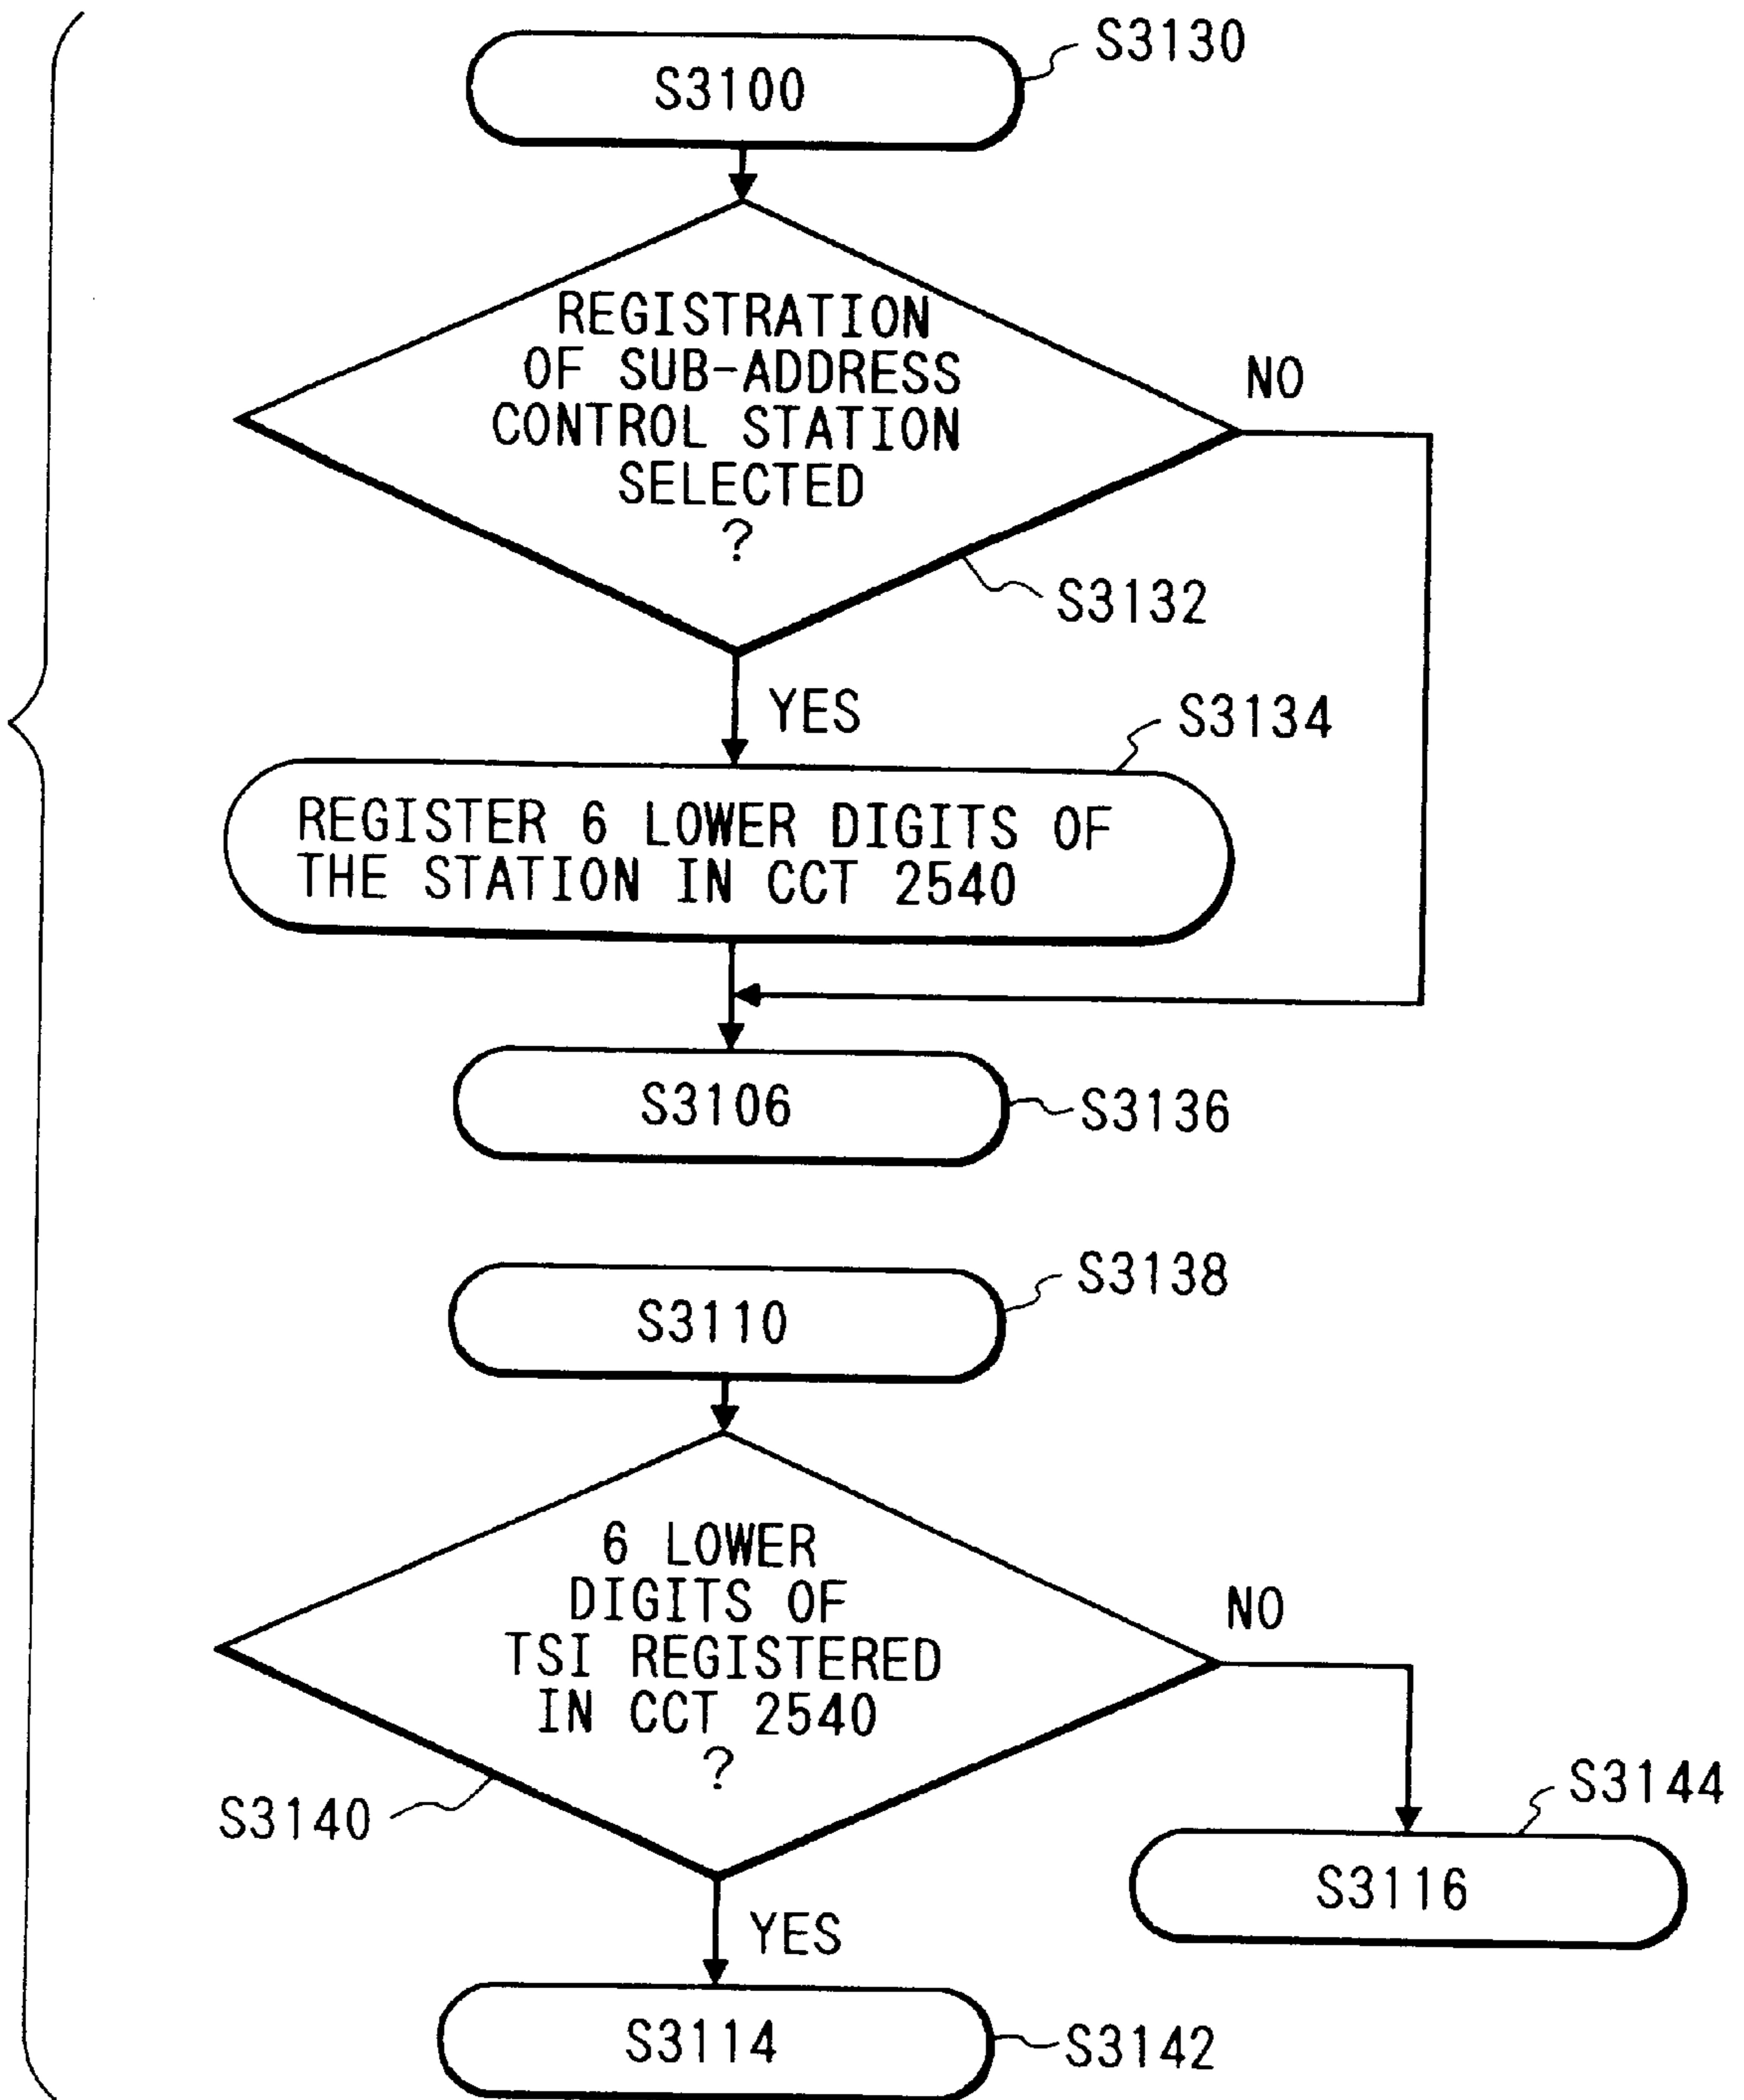 S3130
S3100
REGISTRATION
OF SUB-ADDRESS
CONTROL STATION
SELECTED
?
NO
S3132
YES
S3134
REGISTER 6 LOWER DIGITS OF
THE STATION IN CCT 2540
S3106
S3136
S3138
S3110
6 LOWER
DIGITS OF
TSI REGISTERED
IN CCT 2540
?
NO
S3140
S3144
S3116
YES
S3114
S3142